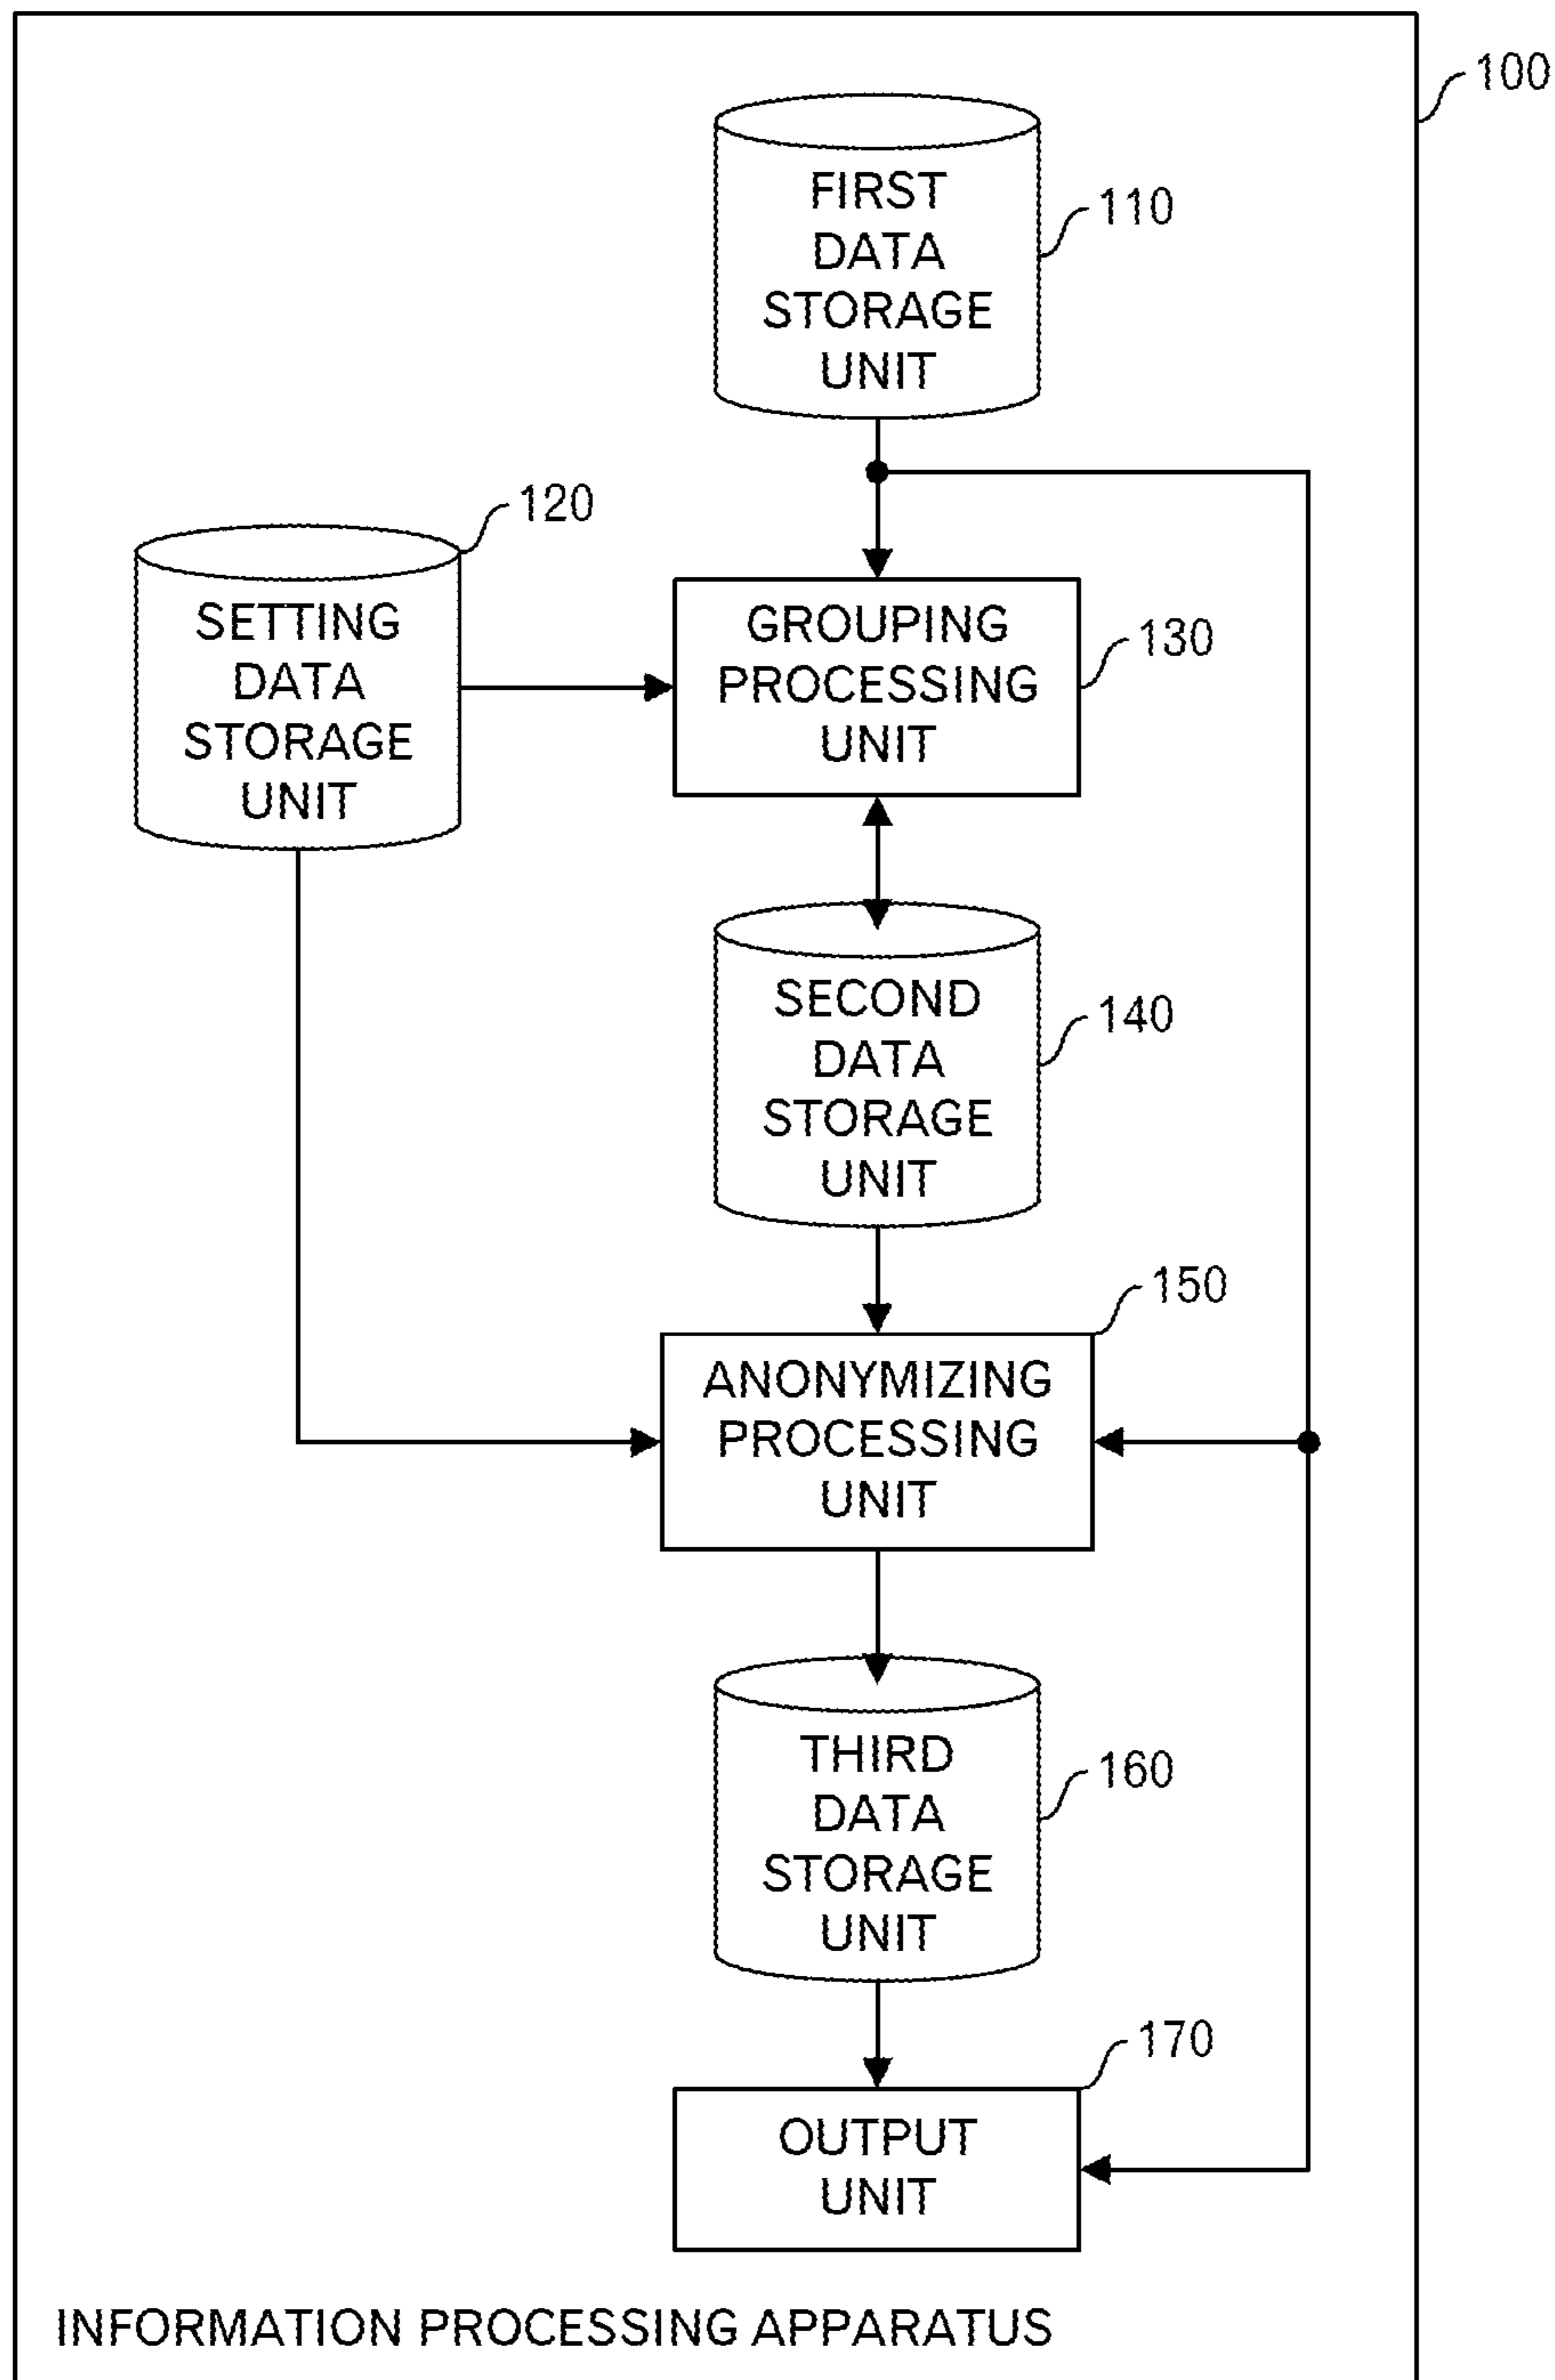 100
FIRST
DATA
STORAGE
UNIT
110
120
SETTING
DATA
STORAGE
UNIT
GROUPING
PROCESSING
UNIT
130
SECOND
DATA
STORAGE
UNIT
140
150
ANONYMIZING
PROCESSING
UNIT
THIRD
DATA
STORAGE
UNIT
160
170
OUTPUT
UNIT
INFORMATION PROCESSING APPARATUS